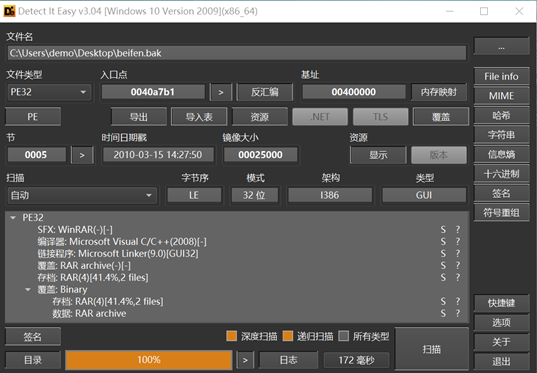 Detect It Easy v3.04 [Windows 10 Version 2009](x86_64)
文件名
C:\Users\demo\Desktop\beifen.bak
...
文件类型 入口点 基址
PE32 0040a7b1 > 反汇编 00400000 内存映射
File info
PE 导出 导入表 资源 .NET TLS 覆盖
MIME
哈希
节 时间日期戳 镜像大小 资源
字符串
0005 > 2010-03-15 14:27:50 00025000 显示 版本
信息熵
十六进制
扫描 字节序 模式 架构 类型
自动 LE 32 位 I386 GUI
签名
符号重组
PE32
SFX: WinRAR(-)[-] S ?
编译器: Microsoft Visual C/C++(2008)[-] S ?
链接程序: Microsoft Linker(9.0)[GUI32] S ?
覆盖: RAR archive(-)[-] S ?
存档: RAR(4)[41.4%,2 files] S ?
覆盖: Binary
存档: RAR(4)[41.4%,2 files] S ?
数据: RAR archive S ?
快捷键
选项
签名 深度扫描 递归扫描 所有类型 扫描
关于
目录 100% > 日志 172 毫秒
退出